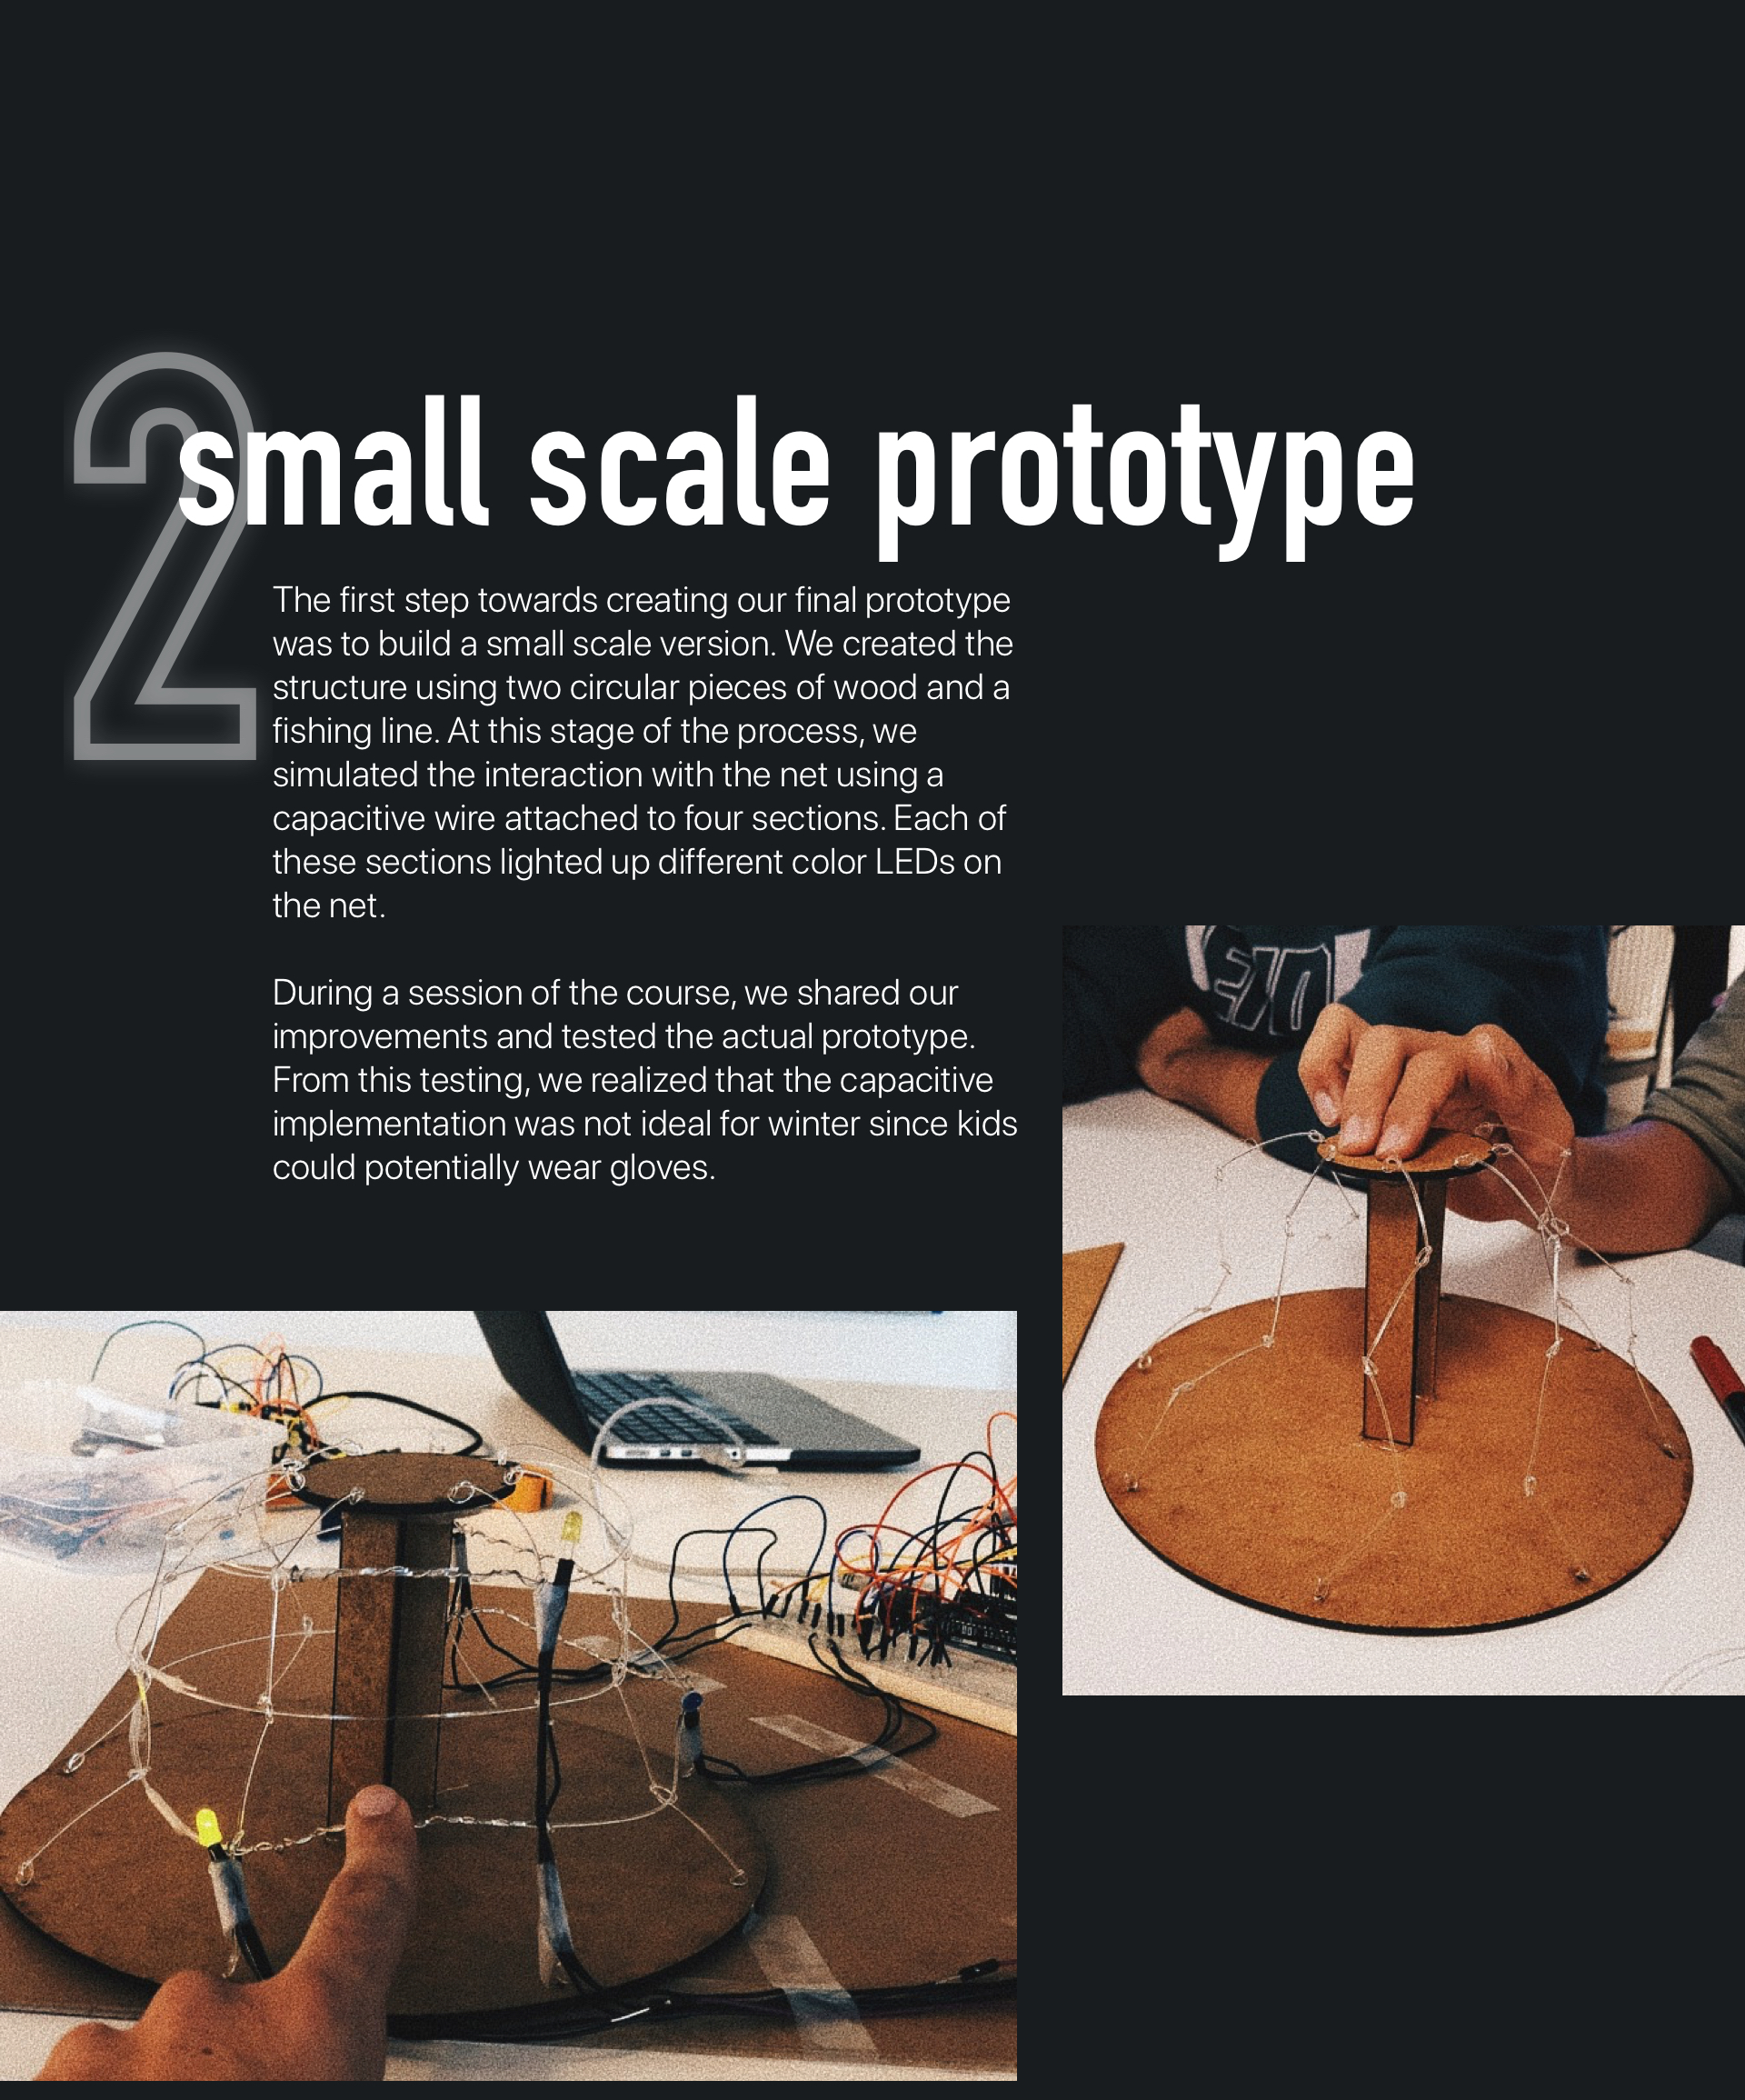 2
small scale prototype
The first step towards creating our final prototype
was to build a small scale version. We created the
structure using two circular pieces of wood and a
fishing line. At this stage of the process, we
simulated the interaction with the net using a
capacitive wire attached to four sections. Each of
these sections lighted up different color LEDs on
the net.
During a session of the course, we shared our
improvements and tested the actual prototype.
From this testing, we realized that the capacitive
implementation was not ideal for winter since kids
could potentially wear gloves.